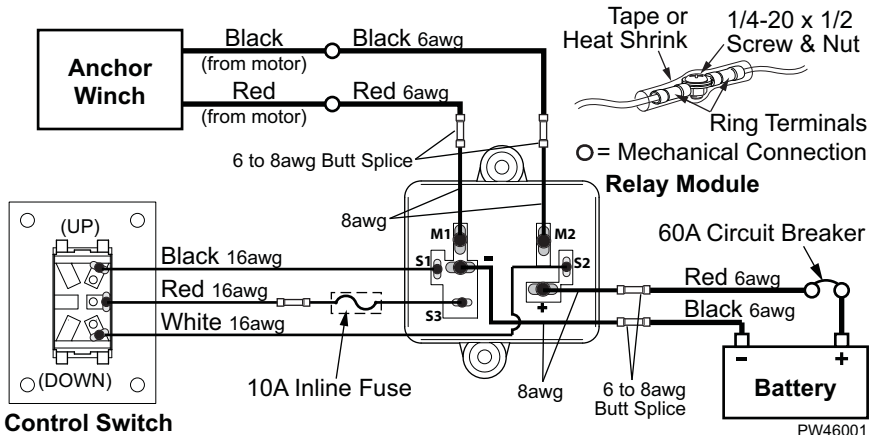 Black
(from motor)
Black 6awg
Tape or
Heat Shrink
1/4-20 x 1/2
Screw & Nut
Anchor
Winch
Red
(from motor)
Red 6awg
Ring Terminals
= Mechanical Connection
6 to 8awg Butt Splice
Relay Module
8awg
(UP)
M1
M2
60A Circuit Breaker
Black 16awg
S1
-
S2
Red 6awg
Red 16awg
S3
+
Black 6awg
White 16awg
- +
(DOWN)
10A Inline Fuse
8awg
6 to 8awg
Butt Splice
Battery
Control Switch
PW46001